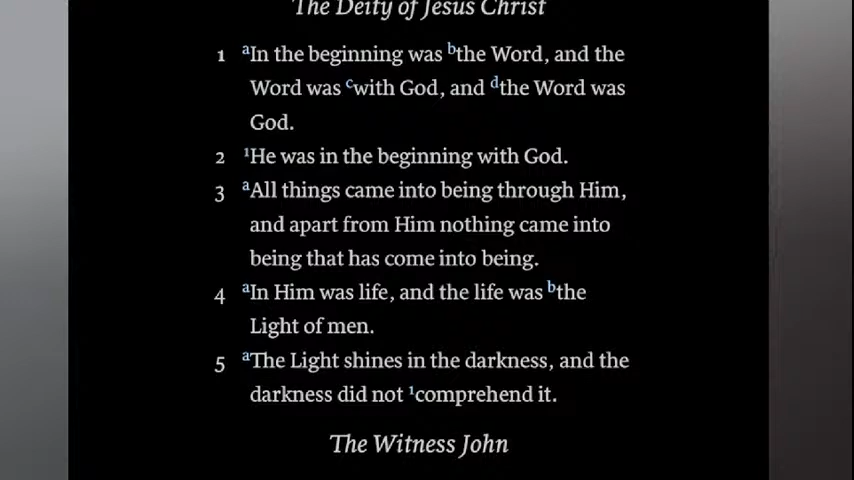 The Deity of Jesus Christ
1 aIn the beginning was bthe Word, and the
Word was cwith God, and dthe Word was
God.
2 1He was in the beginning with God.
3 aAll things came into being through Him,
and apart from Him nothing came into
being that has come into being.
4 aIn Him was life, and the life was bthe
Light of men.
5 aThe Light shines in the darkness, and the
darkness did not 1comprehend it.
The Witness John